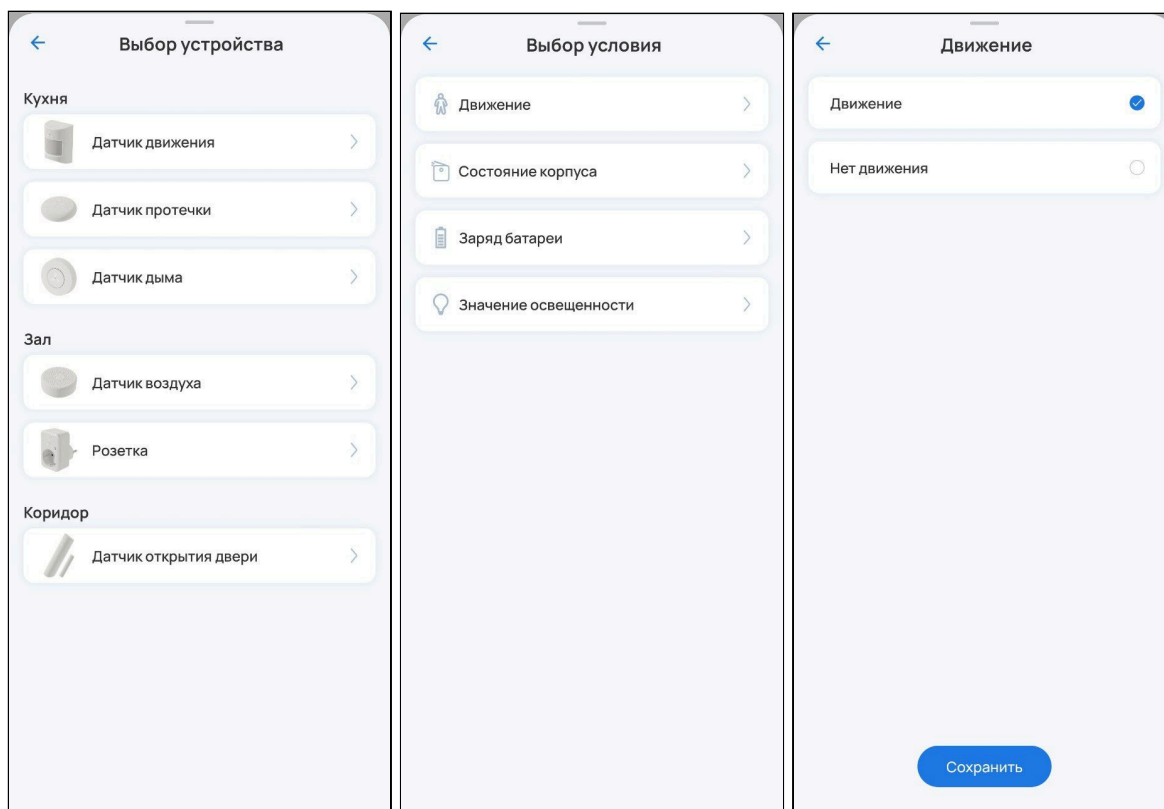 Выбор устройства
Кухня
Датчик движения
Датчик протечки
Датчик дыма
Зал
Датчик воздуха
Розетка
Коридор
Датчик открытия двери
Выбор условия
Движение
Состояние корпуса
Заряд батареи
Значение освещенности
Движение
Движение
Нет движения
Сохранить